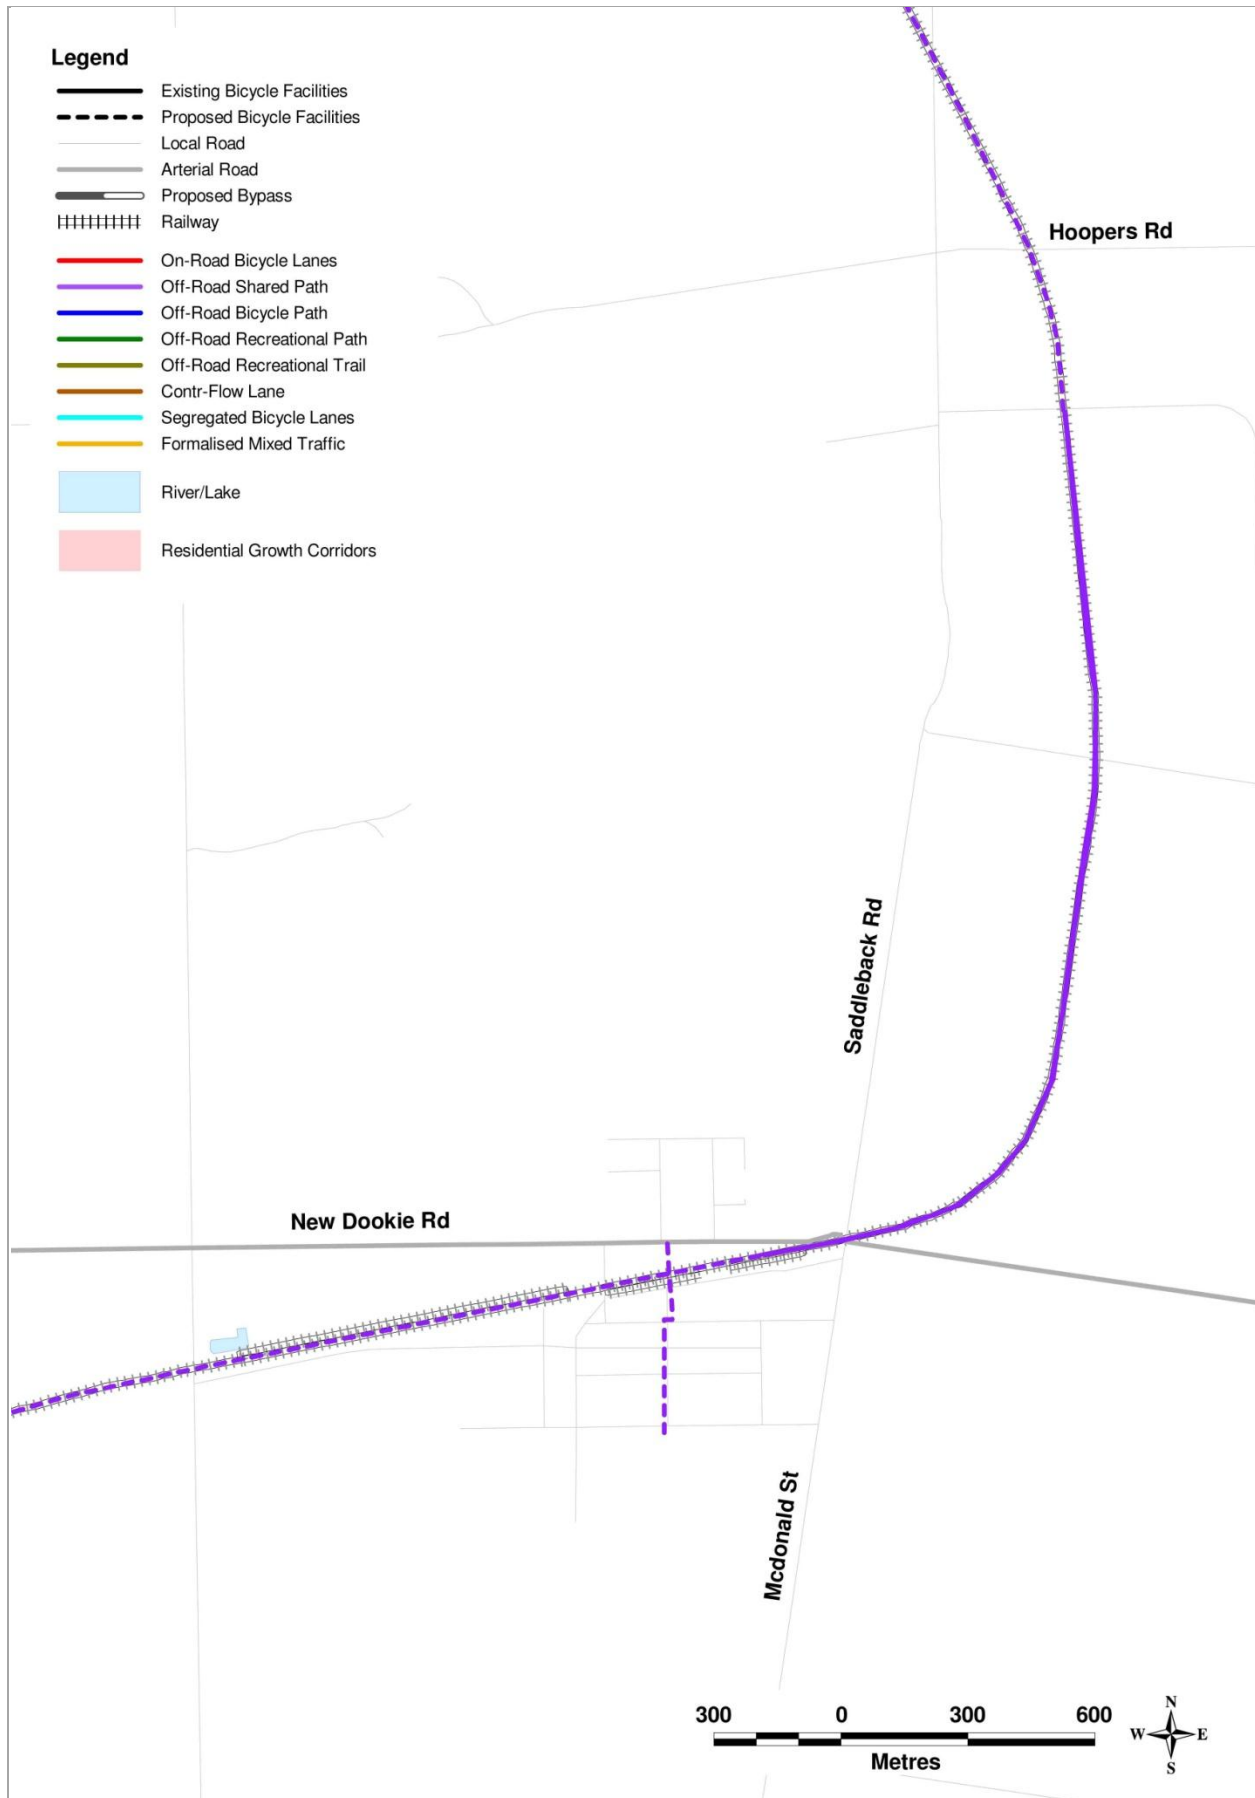 Legend
Existing Bicycle Facilities
Proposed Bicycle Facilities
Local Road
Arterial Road
Proposed Bypass
Railway
On-Road Bicycle Lanes
Off-Road Shared Path
Off-Road Bicycle Path
Off-Road Recreational Path
Off-Road Recreational Trail
Contr-Flow Lane
Segregated Bicycle Lanes
Formalised Mixed Traffic
River/Lake
Residential Growth Corridors
Hoopers Rd
Saddleback Rd
New Dookie Rd
Mcdonald St
300 0 300 600
Metres
N
W E
S